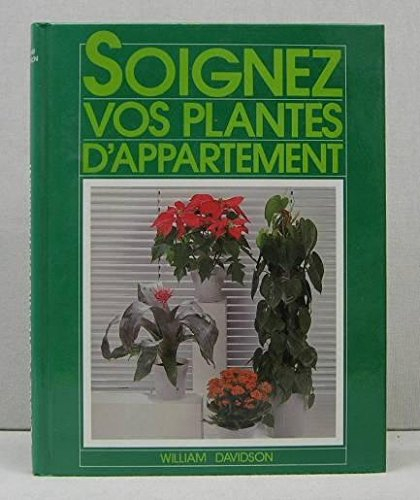 SOIGNEZ
VOS PLANTES
D'APPARTEMENT
WILLIAM DAVIDSON